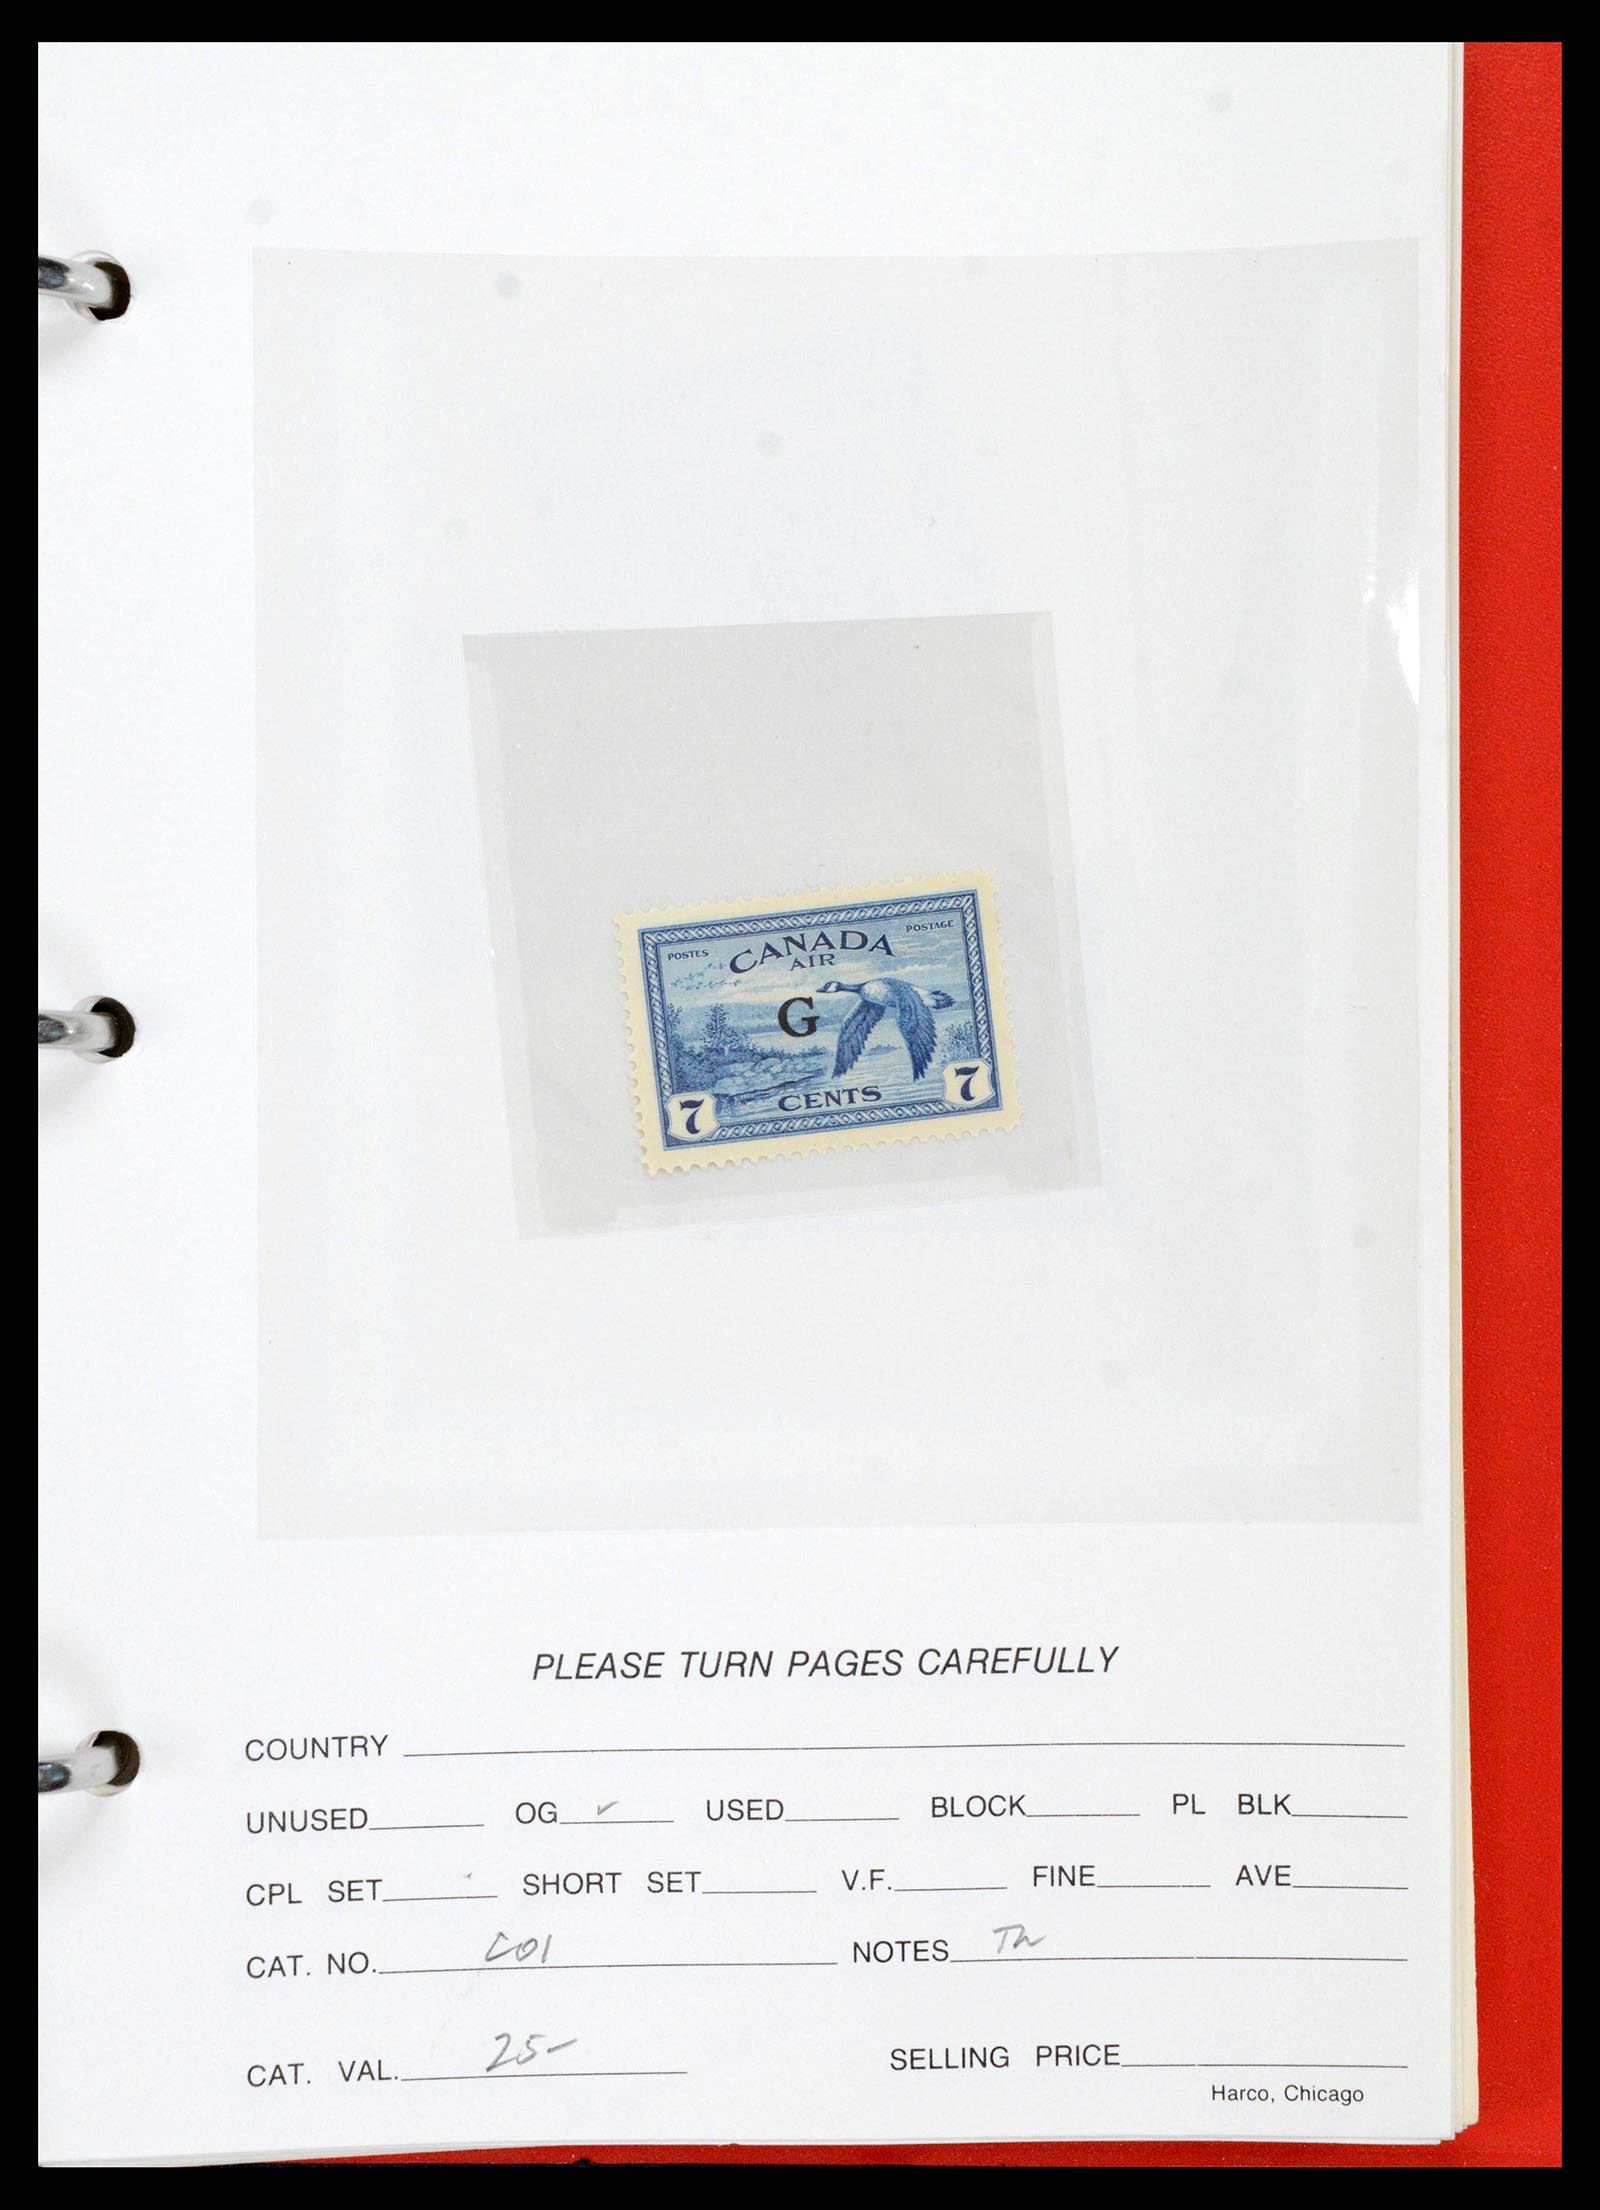 POSTES CANADA POSTAGE
AIR
G
7 CENTS 7
PLEASE TURN PAGES CAREFULLY
COUNTRY
UNUSED OG ✓ USED BLOCK PL BLK
CPL SET SHORT SET V.F. FINE AVE
CAT. NO. CO1 NOTES
CAT. VAL. 25- SELLING PRICE
Harco, Chicago